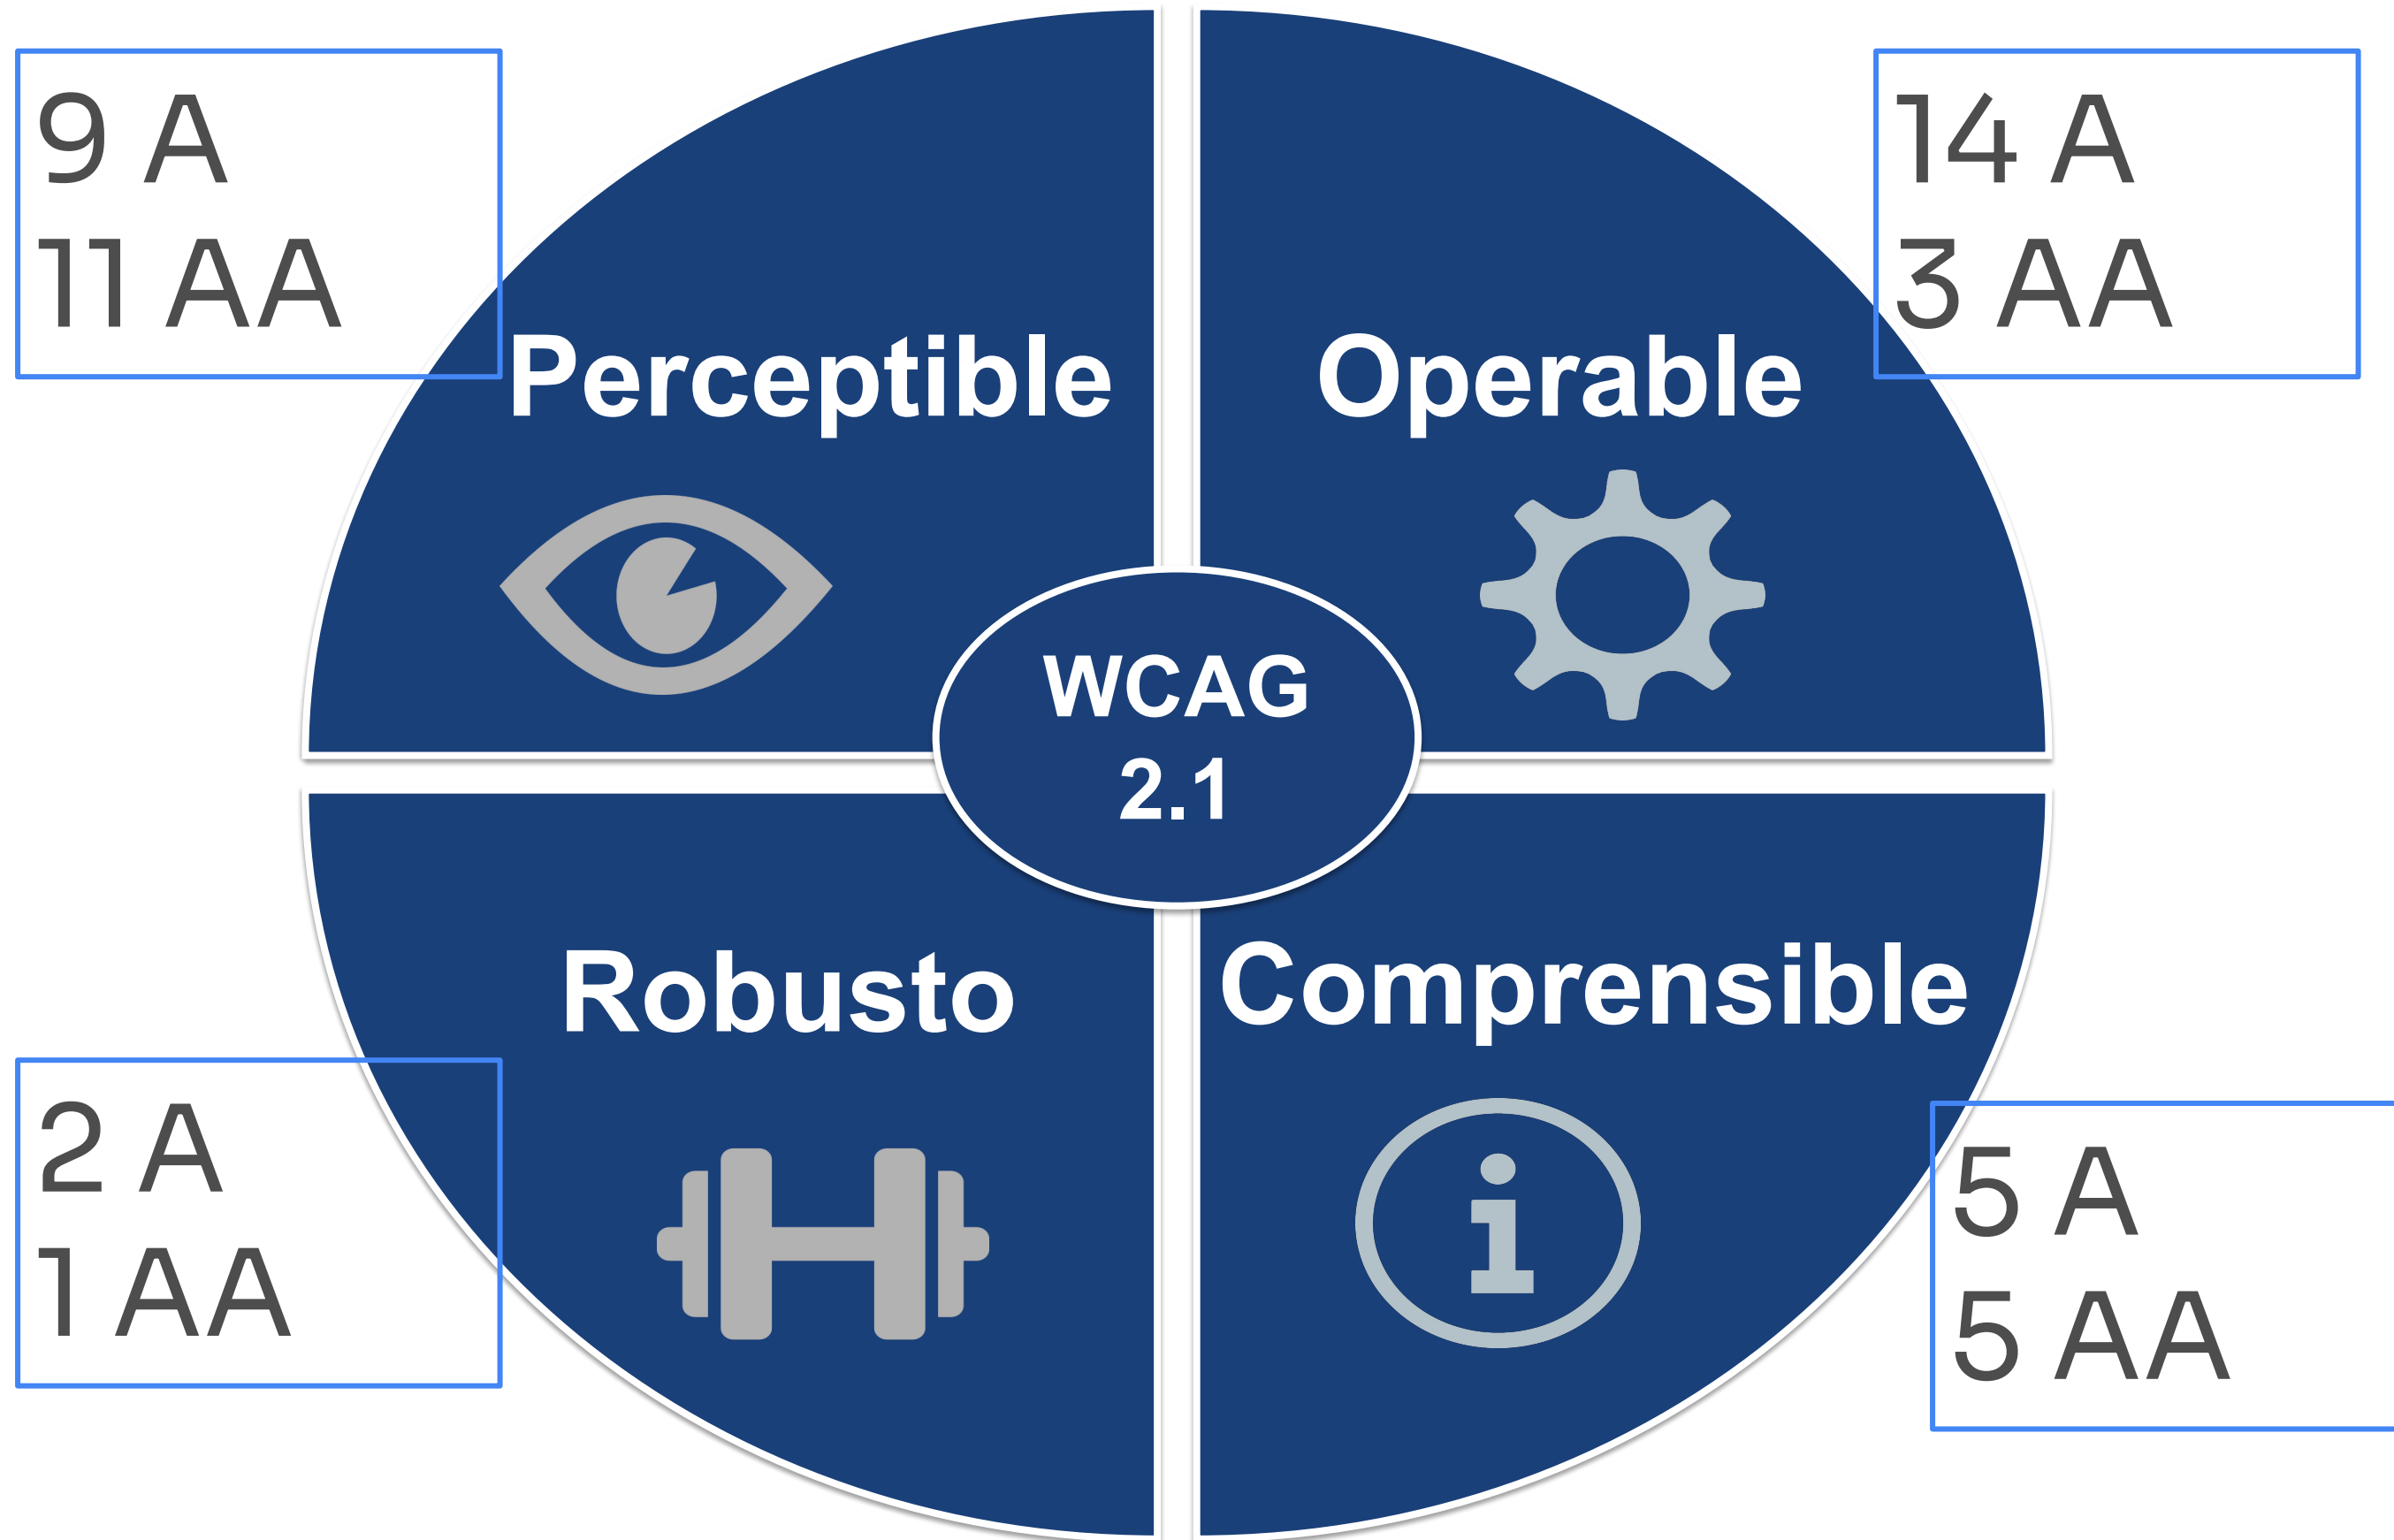 9 A
11 AA
Perceptible
14 A
3 AA
Operable
WCAG
2.1
Robusto
2 A
1 AA
Comprensible
5 A
5 AA